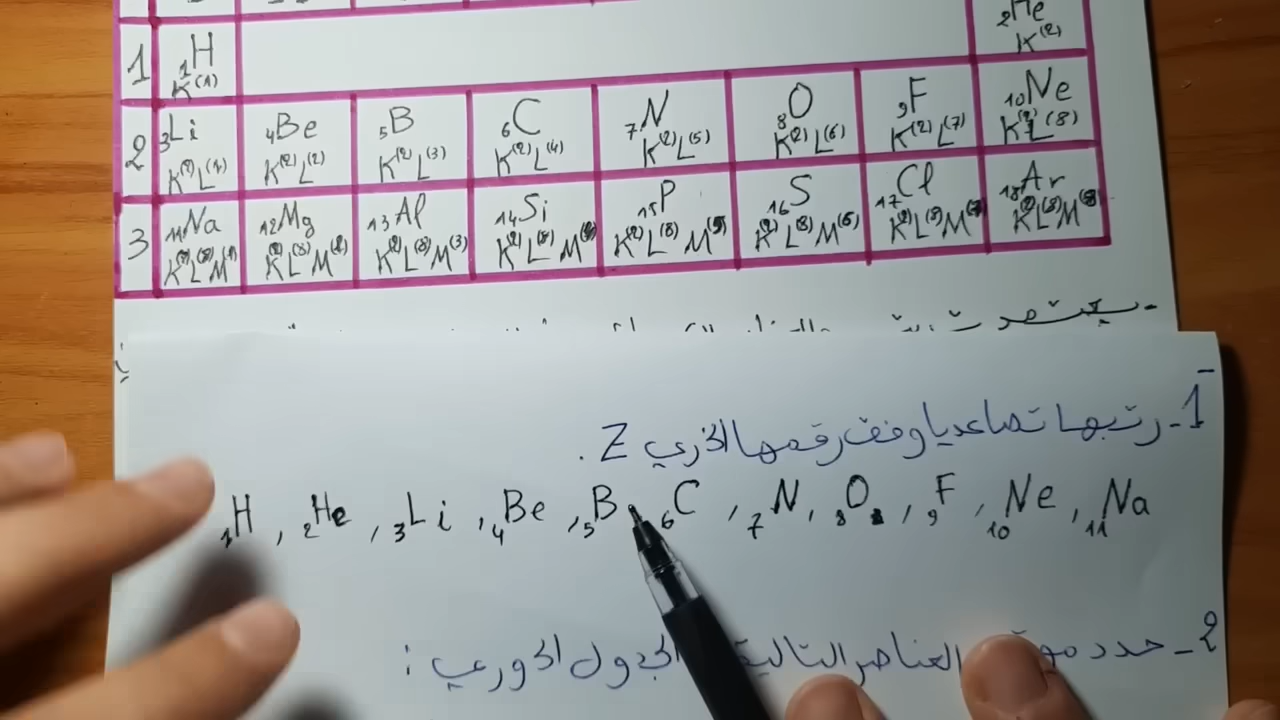 1 ₁H K⁽¹⁾ ₂He K⁽²⁾
2 ₃Li K⁽²⁾L⁽¹⁾ ₄Be K⁽²⁾L⁽²⁾ ₅B K⁽²⁾L⁽³⁾ ₆C K⁽²⁾L⁽⁴⁾ ₇N K⁽²⁾L⁽⁵⁾ ₈O K⁽²⁾L⁽⁶⁾ ₉F K⁽²⁾L⁽⁷⁾ ₁₀Ne K⁽²⁾L⁽⁸⁾
3 ₁₁Na K⁽²⁾L⁽⁸⁾M⁽¹⁾ ₁₂Mg K⁽²⁾L⁽⁸⁾M⁽²⁾ ₁₃Al K⁽²⁾L⁽⁸⁾M⁽³⁾ ₁₄Si K⁽²⁾L⁽⁸⁾M⁽⁴⁾ ₁₅P K⁽²⁾L⁽⁸⁾M⁽⁵⁾ ₁₆S K⁽²⁾L⁽⁸⁾M⁽⁶⁾ ₁₇Cl K⁽²⁾L⁽⁸⁾M⁽⁷⁾ ₁₈Ar K⁽²⁾L⁽⁸⁾M⁽⁸⁾
1- رتبها تصاعديا وفق رقمها الذري Z .
₁H , ₂He , ₃Li , ₄Be , ₅B , ₆C , ₇N , ₈O , ₉F , ₁₀Ne , ₁₁Na
2- حدد العناصر التالية الجدول الدوري :